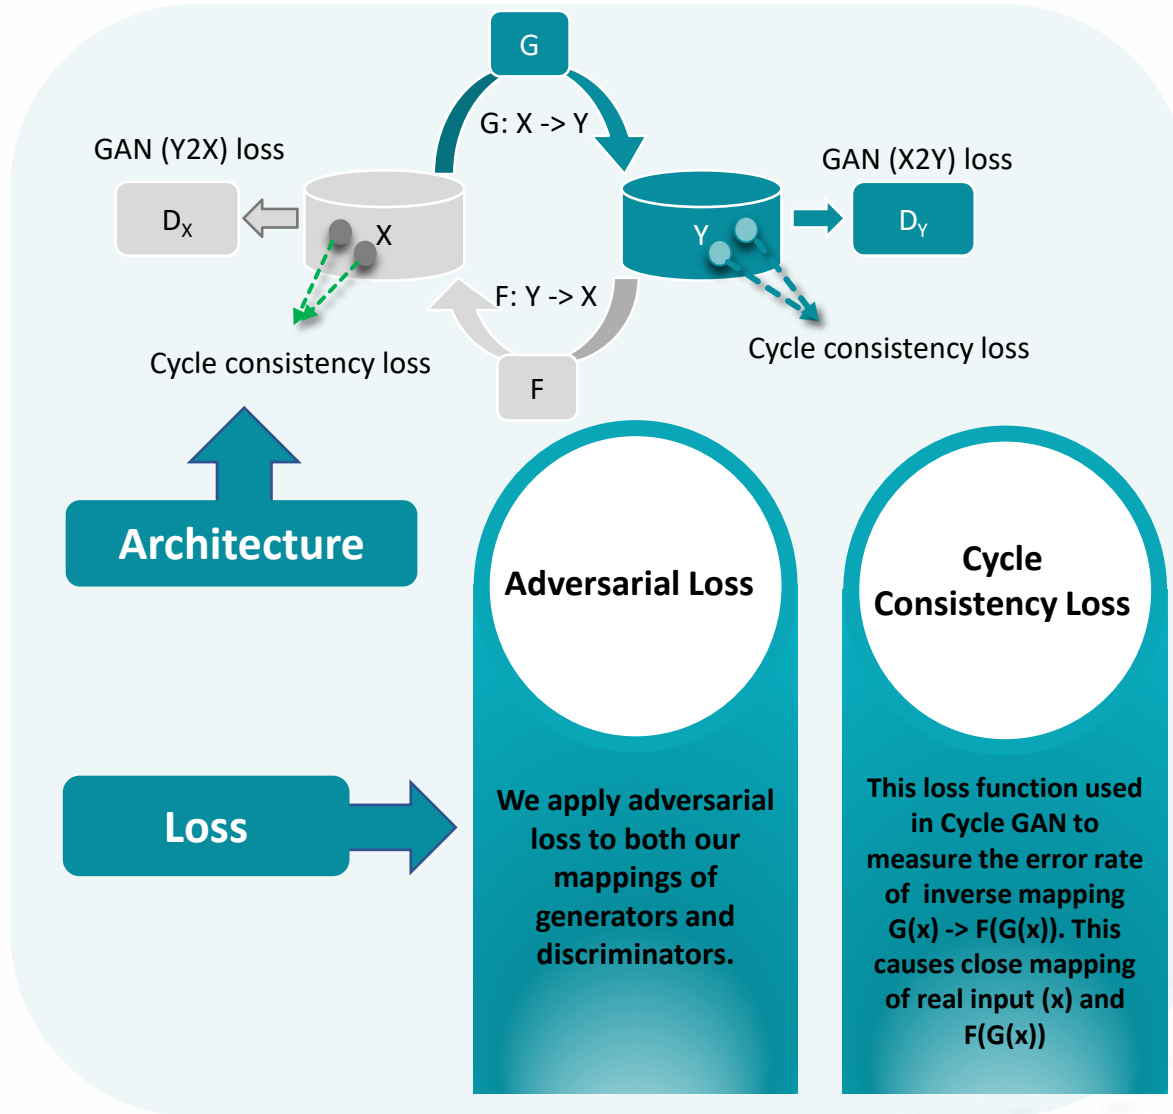 G
G: X -> Y
GAN (Y2X) loss
GAN (X2Y) loss
DX
X
Y
DY
F: Y -> X
Cycle consistency loss
Cycle consistency loss
F
Architecture
Adversarial Loss
Cycle
Consistency Loss
Loss
We apply adversarial
loss to both our
mappings of
generators and
discriminators.
This loss function used
in Cycle GAN to
measure the error rate
of inverse mapping
G(x) -> F(G(x)). This
causes close mapping
of real input (x) and
F(G(x))